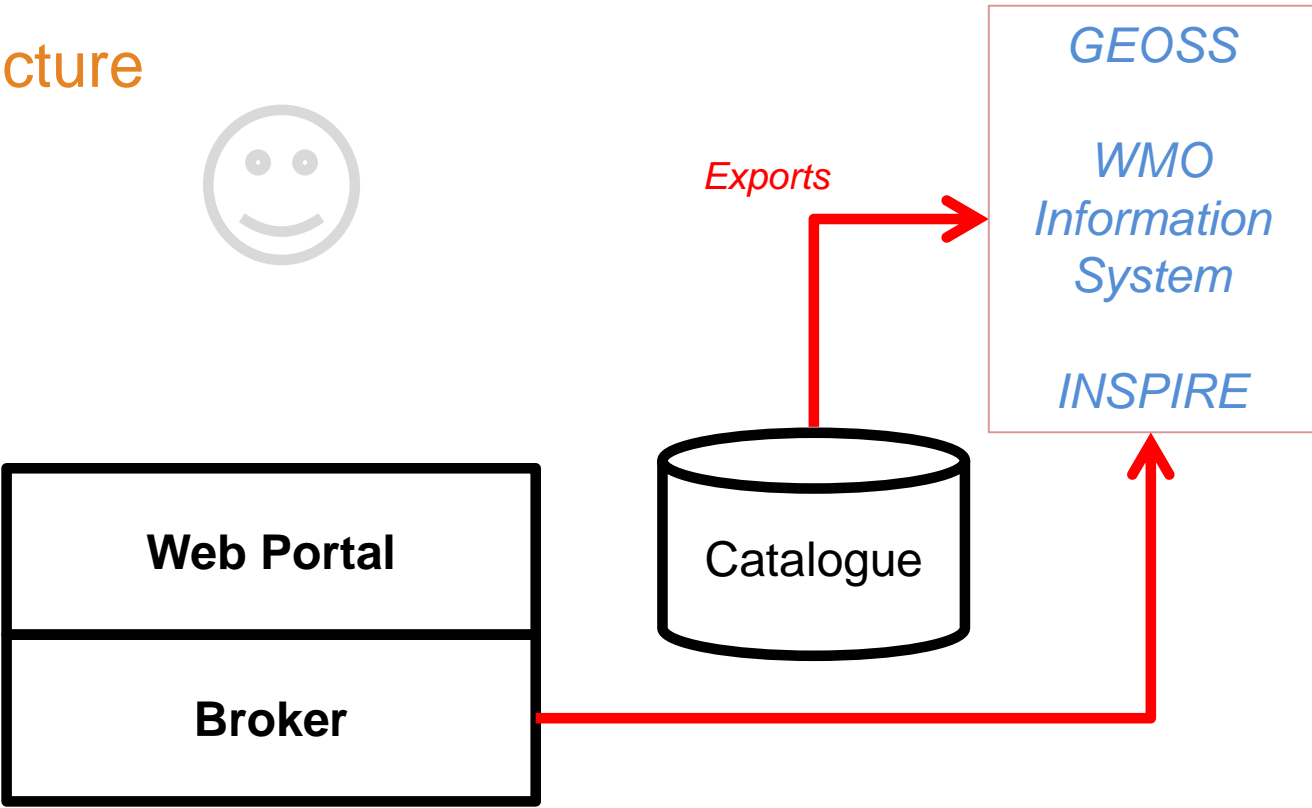 cture
Exports
GEOSS
WMO
Information
System
INSPIRE
Web Portal
Broker
Catalogue